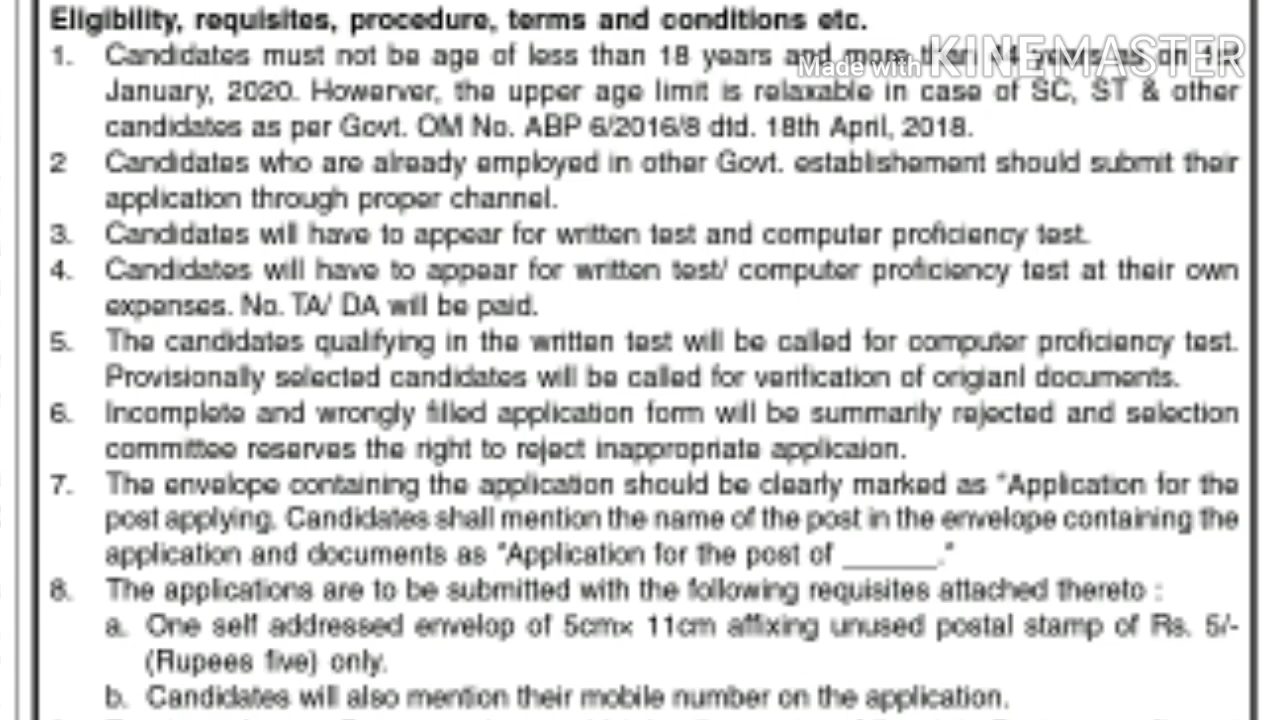 Eligibility, requisites, procedure, terms and conditions etc.
1. Candidates must not be age of less than 18 years and more than 44 years as on 1st
Made with KINEMASTER
January, 2020. Howerver, the upper age limit is relaxable in case of SC, ST & other
candidates as per Govt. OM No. ABP 6/2016/8 dtd. 18th April, 2018.
2 Candidates who are already employed in other Govt. establishement should submit their
application through proper channel.
3. Candidates will have to appear for written test and computer proficiency test.
4. Candidates will have to appear for written test/ computer proficiency test at their own
expenses. No. TA/ DA will be paid.
5. The candidates qualifying in the written test will be called for computer proficiency test.
Provisionally selected candidates will be called for verification of origianl documents.
6. Incomplete and wrongly filled application form will be summarily rejected and selection
committee reserves the right to reject inappropriate applicaion.
7. The envelope containing the application should be clearly marked as "Application for the
post applying. Candidates shall mention the name of the post in the envelope containing the
application and documents as "Application for the post of ______."
8. The applications are to be submitted with the following requisites attached thereto :
a. One self addressed envelop of 5cmx 11cm affixing unused postal stamp of Rs. 5/-
(Rupees five) only.
b. Candidates will also mention their mobile number on the application.